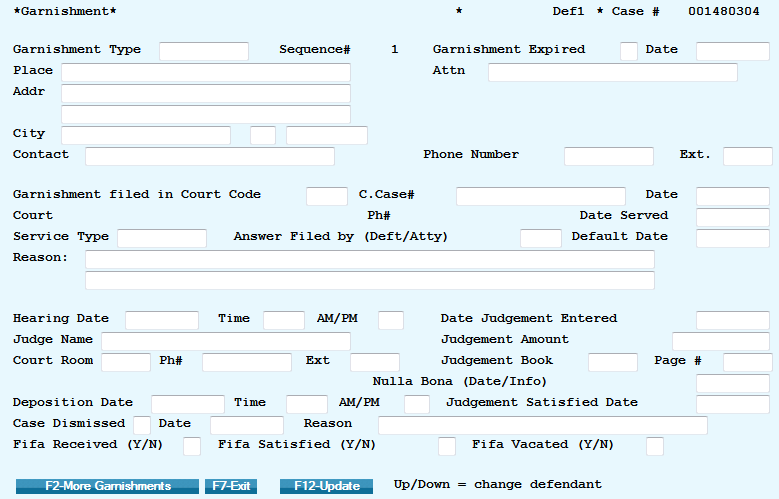 *Garnishment* * Def1 * Case # 001480304
Garnishment Type Sequence# 1 Garnishment Expired Date
Place Attn
Addr
City
Contact Phone Number Ext.
Garnishment filed in Court Code C.Case# Date
Court Ph# Date Served
Service Type Answer Filed by (Deft/Atty) Default Date
Reason:
Hearing Date Time AM/PM Date Judgement Entered
Judge Name Judgement Amount
Court Room Ph# Ext Judgement Book Page #
Nulla Bona (Date/Info)
Deposition Date Time AM/PM Judgement Satisfied Date
Case Dismissed Date Reason
Fifa Received (Y/N) Fifa Satisfied (Y/N) Fifa Vacated (Y/N)
F2-More Garnishments F7-Exit F12-Update Up/Down = change defendant